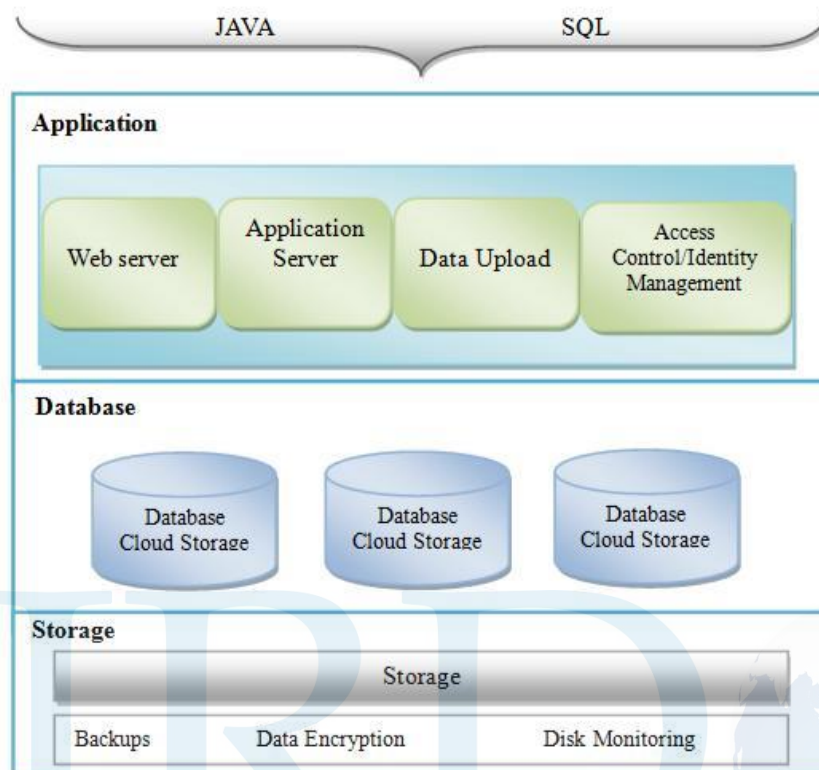 JAVA SQL
Application
Web server
Application
Server
Data Upload
Access
Control/Identity
Management
Database
Database
Cloud Storage
Database
Cloud Storage
Database
Cloud Storage
Storage
Storage
Backups Data Encryption Disk Monitoring